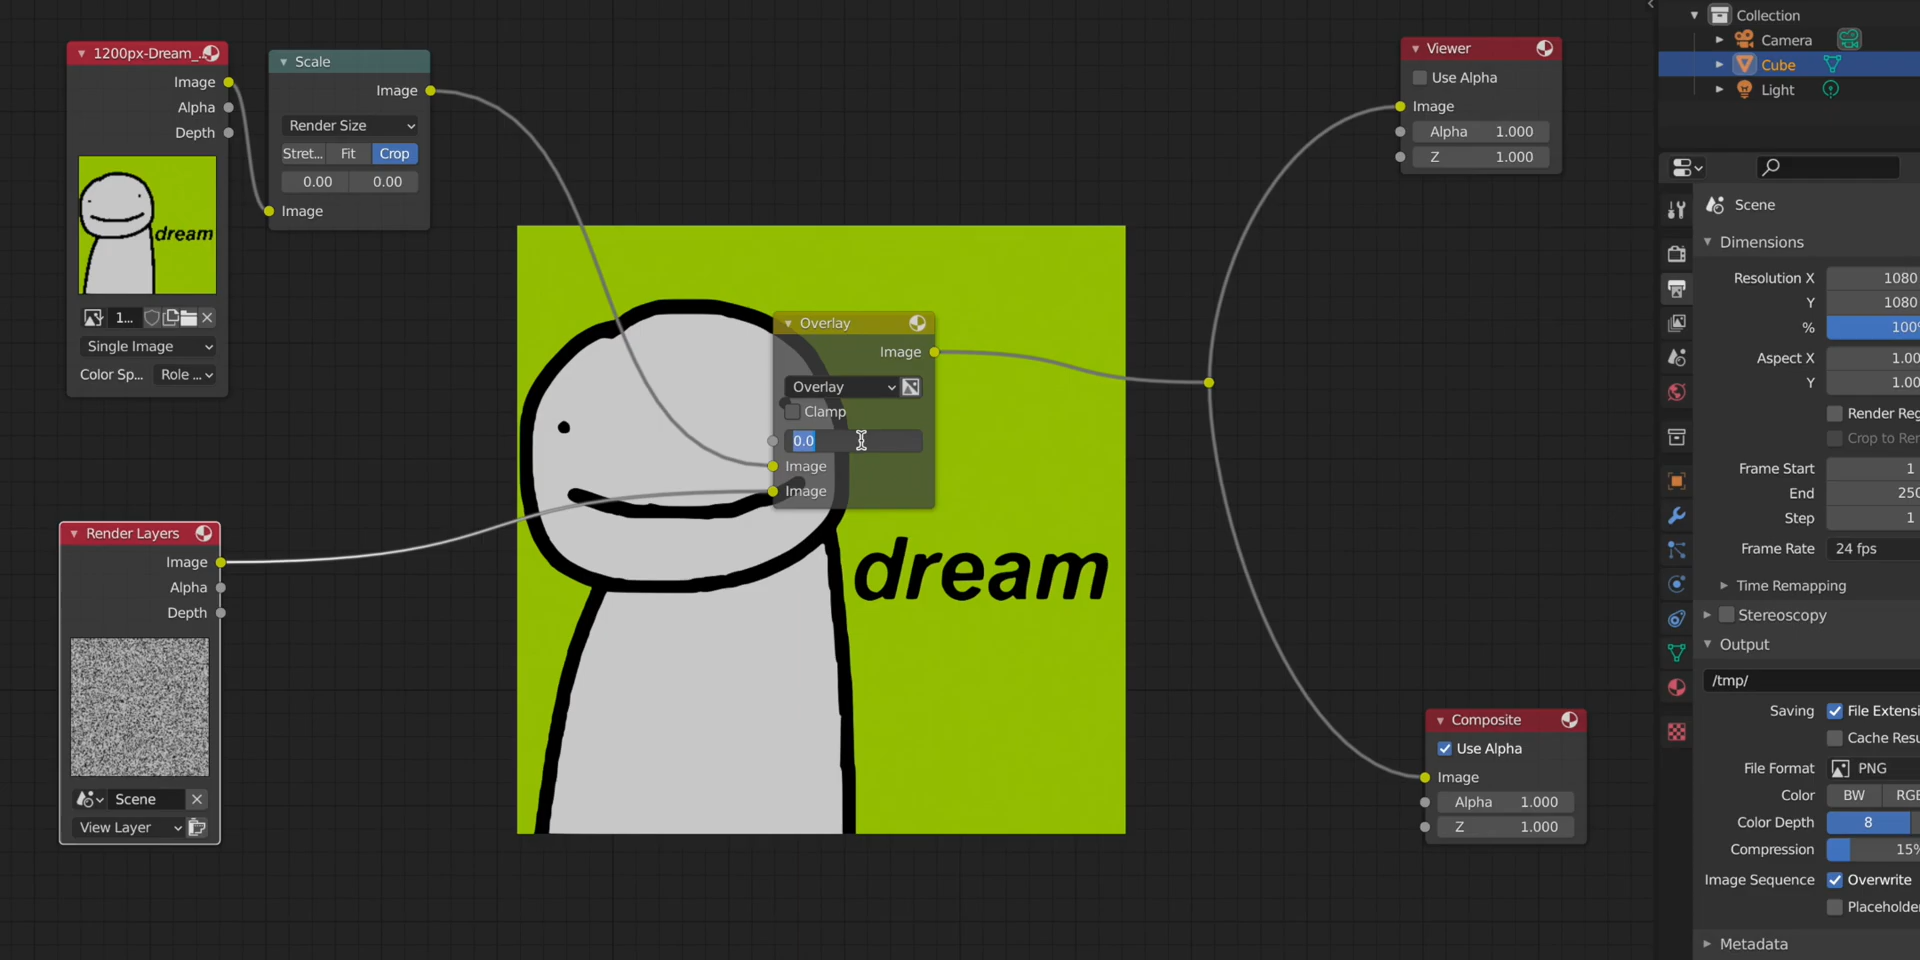 1200px-Dream_...
Image
Alpha
Depth
dream
1...
Single Image
Color Sp...
Role ...
Scale
Image
Render Size
Stret...
Fit
Crop
0.00
0.00
Image
Render Layers
Image
Alpha
Depth
Scene
View Layer
Overlay
Image
Overlay
Clamp
0.0
Image
Image
dream
Viewer
Use Alpha
Image
Alpha 1.000
Z 1.000
Composite
Use Alpha
Image
Alpha 1.000
Z 1.000
Collection
Camera
Cube
Light
Scene
Dimensions
Resolution X 1080
Y 1080
% 100%
Aspect X 1.00
Y 1.00
Render Reg
Crop to Rer
Frame Start 1
End 250
Step 1
Frame Rate 24 fps
Time Remapping
Stereoscopy
Output
/tmp/
Saving File Extensi
Cache Resu
File Format PNG
Color BW RGB
Color Depth 8
Compression 15%
Image Sequence Overwrite
Placeholder
Metadata